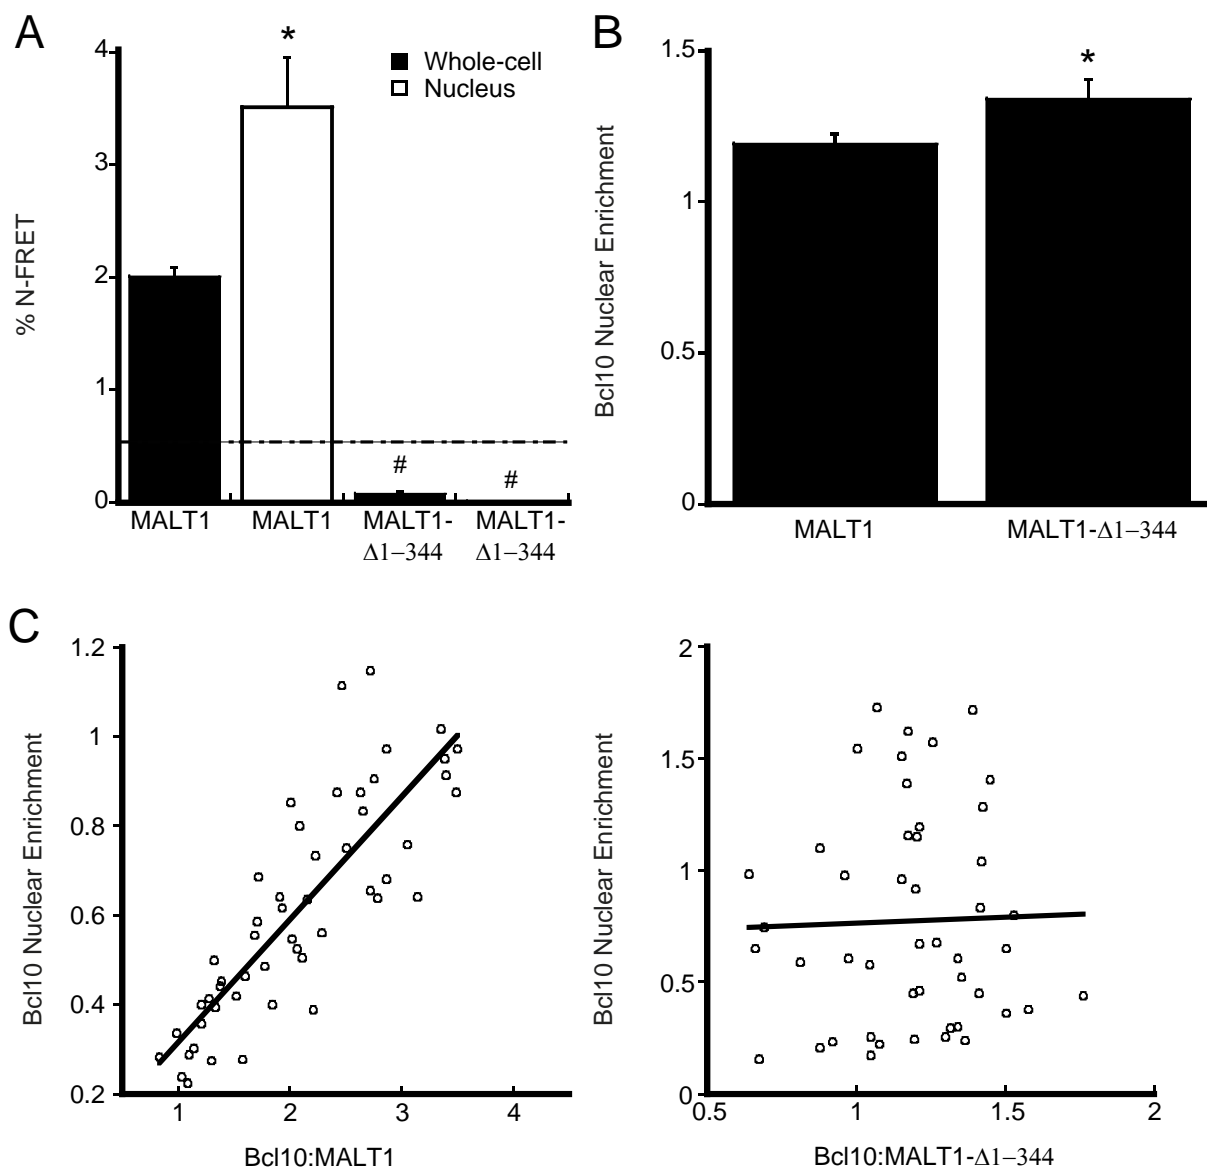 A
B
4
3
2
1
0
% N-FRET
*
Whole-cell
Nucleus
#
#
MALT1
MALT1
MALT1-
Δ1–344
MALT1-
Δ1–344
1.5
1
0.5
0
Bcl10 Nuclear Enrichment
*
MALT1
MALT1-Δ1–344
C
1.2
1
0.8
0.6
0.4
0.2
Bcl10 Nuclear Enrichment
1
2
3
4
Bcl10:MALT1
2
1.5
1
0.5
0
Bcl10 Nuclear Enrichment
0.5
1
1.5
2
Bcl10:MALT1-Δ1–344